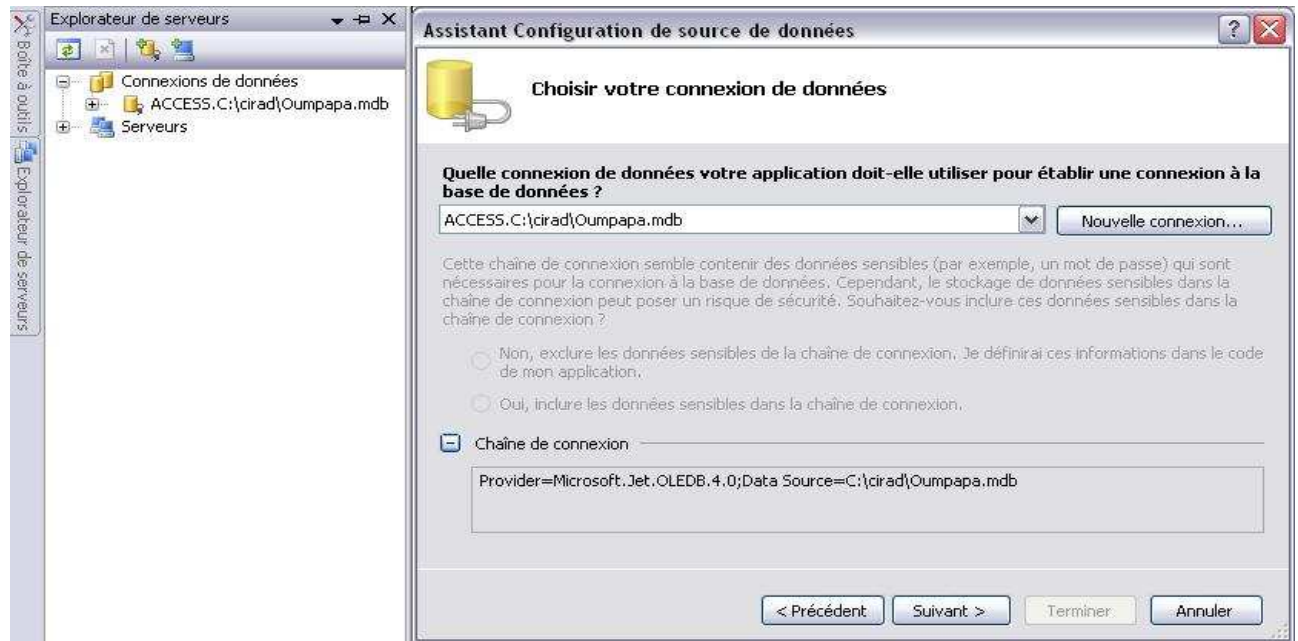 Boîte à outils
Explorateur de serveurs
Explorateur de serveurs
Connexions de données
ACCESS.C:\cirad\Oumpapa.mdb
Serveurs
Assistant Configuration de source de données
Choisir votre connexion de données
Quelle connexion de données votre application doit-elle utiliser pour établir une connexion à la
base de données ?
ACCESS.C:\cirad\Oumpapa.mdb
Nouvelle connexion...
Cette chaîne de connexion semble contenir des données sensibles (par exemple, un mot de passe) qui sont
nécessaires pour la connexion à la base de données. Cependant, le stockage de données sensibles dans la
chaîne de connexion peut poser un risque de sécurité. Souhaitez-vous inclure ces données sensibles dans la
chaîne de connexion ?
Non, exclure les données sensibles de la chaîne de connexion. Je définirai ces informations dans le code
de mon application.
Oui, inclure les données sensibles dans la chaîne de connexion.
Chaîne de connexion
Provider=Microsoft.Jet.OLEDB.4.0;Data Source=C:\cirad\Oumpapa.mdb
< Précédent
Suivant >
Terminer
Annuler